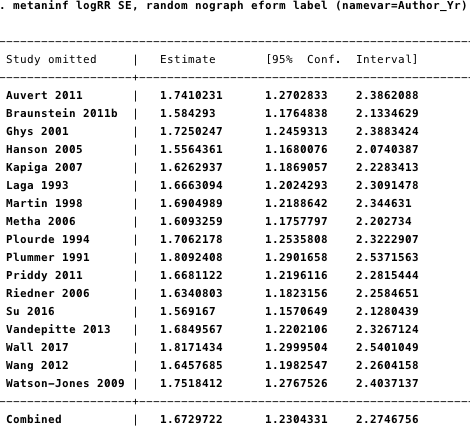 . metaninf logRR SE, random nograph eform label (namevar=Author_Yr)
Study omitted | Estimate [95% Conf. Interval]
Auvert 2011 | 1.7410231 1.2702833 2.3862088
Braunstein 2011b | 1.584293 1.1764838 2.1334629
Ghys 2001 | 1.7250247 1.2459313 2.3883424
Hanson 2005 | 1.5564361 1.1680076 2.0740387
Kapiga 2007 | 1.6262937 1.1869057 2.2283413
Laga 1993 | 1.6663094 1.2024293 2.3091478
Martin 1998 | 1.6904989 1.2188642 2.344631
Metha 2006 | 1.6093259 1.1757797 2.202734
Plourde 1994 | 1.7062178 1.2535808 2.3222907
Plummer 1991 | 1.8092408 1.2901658 2.5371563
Priddy 2011 | 1.6681122 1.2196116 2.2815444
Riedner 2006 | 1.6340803 1.1823156 2.2584651
Su 2016 | 1.569167 1.1570649 2.1280439
Vandepitte 2013 | 1.6849567 1.2202106 2.3267124
Wall 2017 | 1.8171434 1.2999504 2.5401049
Wang 2012 | 1.6457685 1.1982547 2.2604158
Watson-Jones 2009 | 1.7518412 1.2767526 2.4037137
Combined | 1.6729722 1.2304331 2.2746756